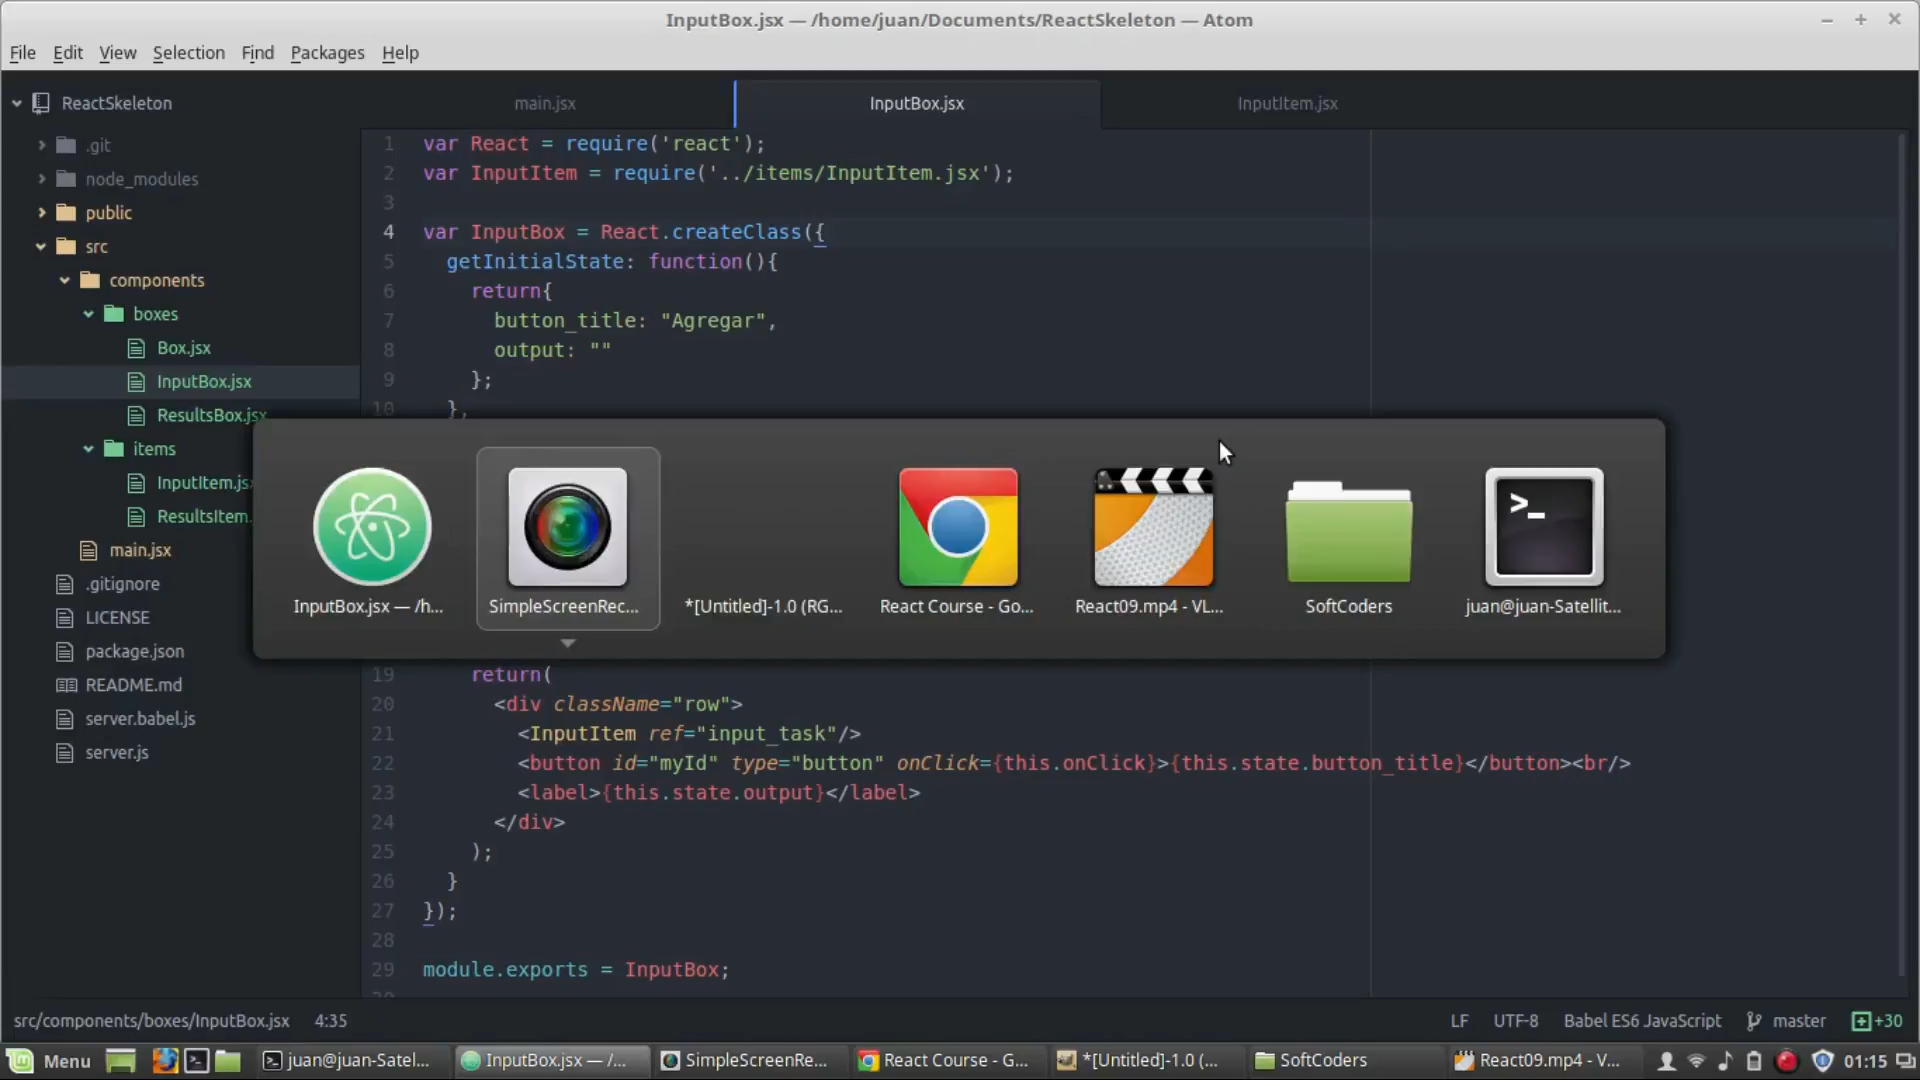 InputBox.jsx — /home/juan/Documents/ReactSkeleton — Atom
File Edit View Selection Find Packages Help
ReactSkeleton
.git
node_modules
public
src
components
boxes
Box.jsx
InputBox.jsx
ResultsBox.jsx
items
InputItem.js
ResultsItem.
main.jsx
.gitignore
LICENSE
package.json
README.md
server.babel.js
server.js
main.jsx InputBox.jsx InputItem.jsx
1 var React = require('react');
2 var InputItem = require('../items/InputItem.jsx');
3
4 var InputBox = React.createClass({
5 getInitialState: function(){
6 return{
7 button_title: "Agregar",
8 output: ""
9 };
10 },
InputBox.jsx — /h... SimpleScreenRec... *[Untitled]-1.0 (RG... React Course - Go... React09.mp4 - VL... SoftCoders juan@juan-Satellit...
19 return(
20 <div className="row">
21 <InputItem ref="input_task"/>
22 <button id="myId" type="button" onClick={this.onClick}>{this.state.button_title}</button><br/>
23 <label>{this.state.output}</label>
24 </div>
25 );
26 }
27 });
28
29 module.exports = InputBox;
src/components/boxes/InputBox.jsx 4:35 LF UTF-8 Babel ES6 JavaScript master +30
Menu juan@juan-Satel... InputBox.jsx — /... SimpleScreenRe... React Course - G... *[Untitled]-1.0 (... SoftCoders React09.mp4 - V... 01:15